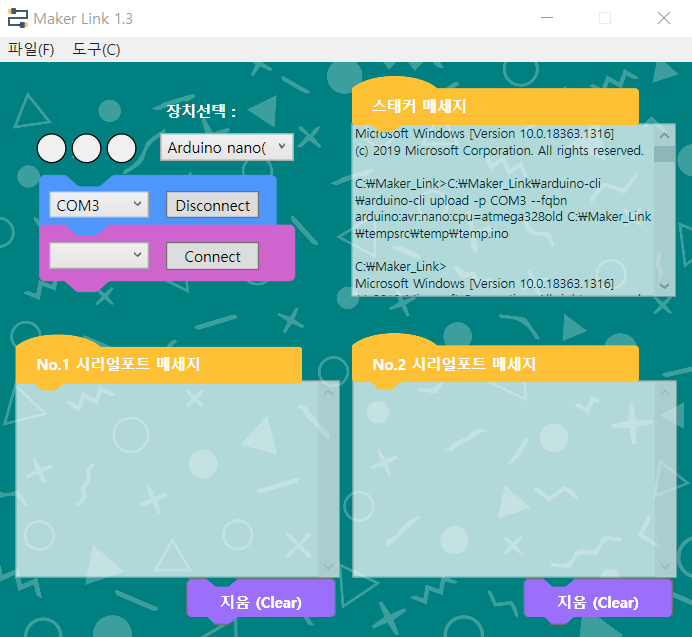 Maker Link 1.3
파일(F) 도구(C)
장치선택 :
Arduino nano(
COM3 Disconnect
Connect
스태커 메세지
Microsoft Windows [Version 10.0.18363.1316]
(c) 2019 Microsoft Corporation. All rights reserved.
C:₩Maker_Link>C:₩Maker_Link₩arduino-cli
₩arduino-cli upload -p COM3 --fqbn
arduino:avr:nano:cpu=atmega328old C:₩Maker_Link
₩tempsrc₩temp₩temp.ino
C:₩Maker_Link>
Microsoft Windows [Version 10.0.18363.1316]
No.1 시리얼포트 메세지
No.2 시리얼포트 메세지
지움 (Clear)
지움 (Clear)